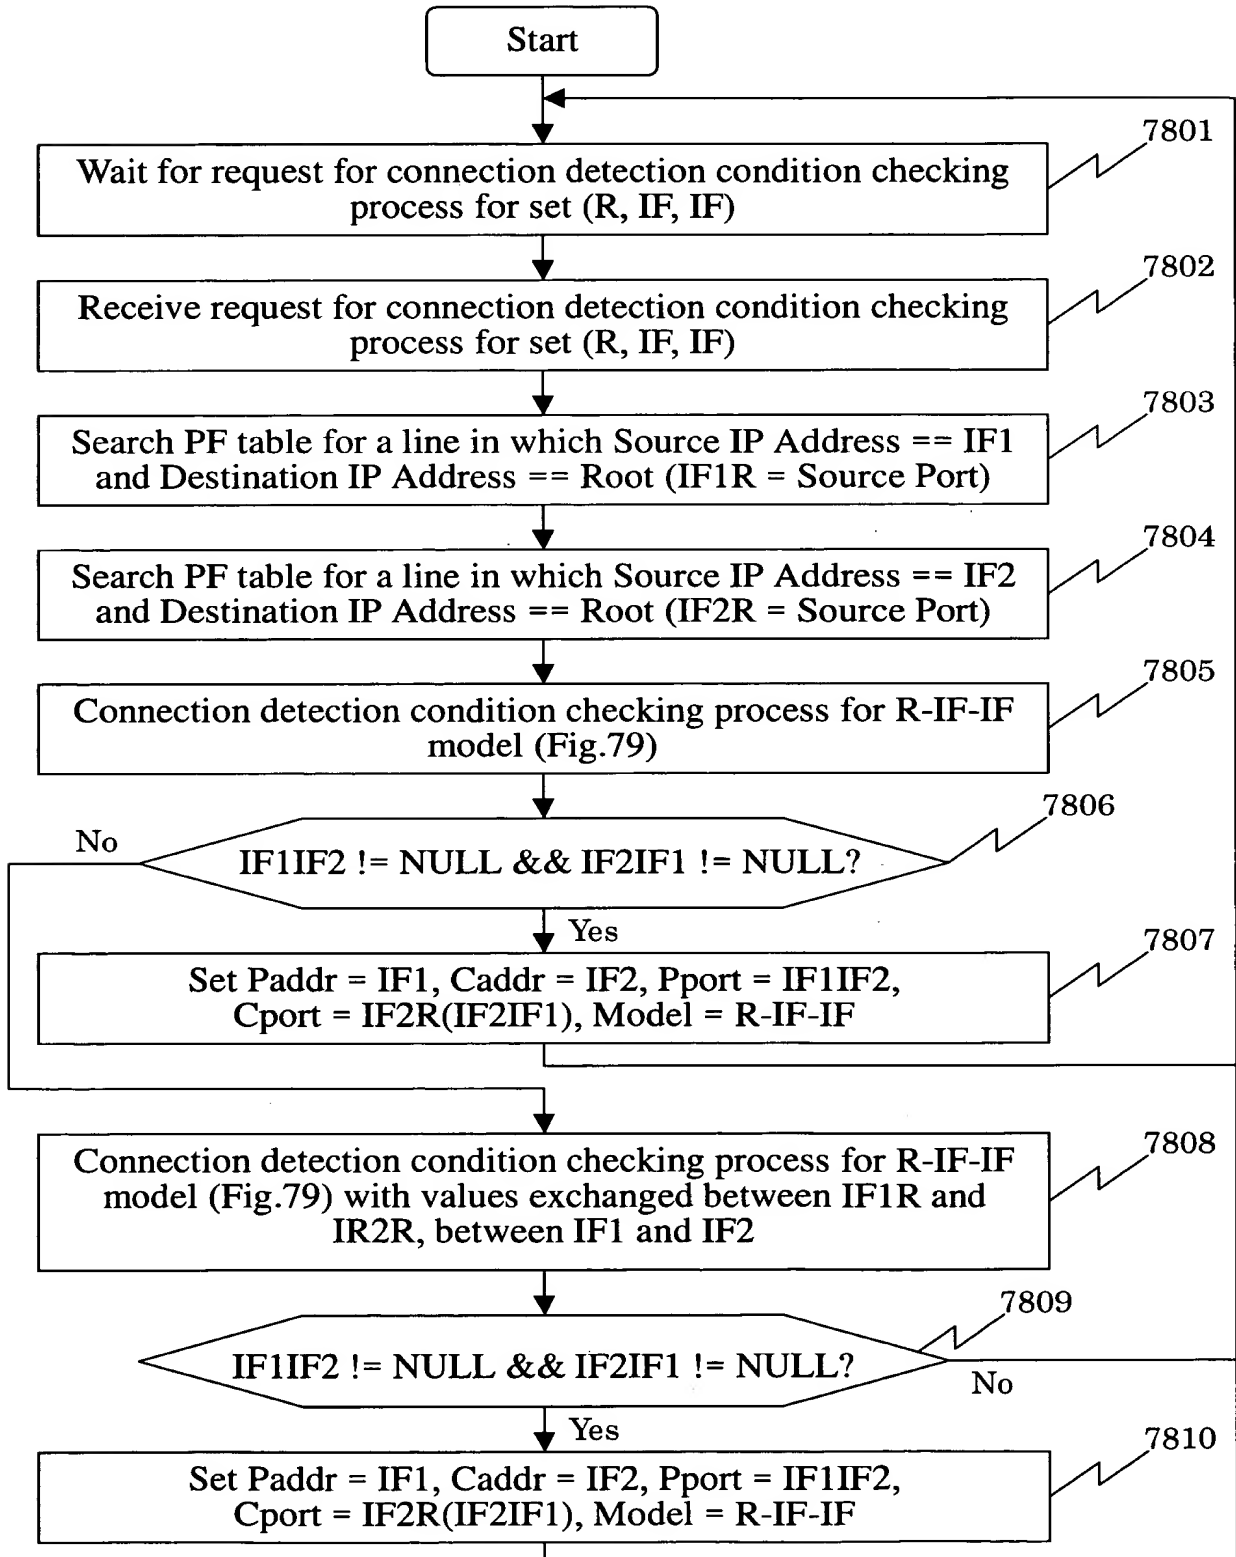 Start
7801
Wait for request for connection detection condition checking
process for set (R, IF, IF)
7802
Receive request for connection detection condition checking
process for set (R, IF, IF)
7803
Search PF table for a line in which Source IP Address == IF1
and Destination IP Address == Root (IF1R = Source Port)
7804
Search PF table for a line in which Source IP Address == IF2
and Destination IP Address == Root (IF2R = Source Port)
7805
Connection detection condition checking process for R-IF-IF
model (Fig.79)
7806
No
IF1IF2 != NULL && IF2IF1 != NULL?
Yes
7807
Set Paddr = IF1, Caddr = IF2, Pport = IF1IF2,
Cport = IF2R(IF2IF1), Model = R-IF-IF
7808
Connection detection condition checking process for R-IF-IF
model (Fig.79) with values exchanged between IF1R and
IR2R, between IF1 and IF2
7809
IF1IF2 != NULL && IF2IF1 != NULL?
No
Yes
7810
Set Paddr = IF1, Caddr = IF2, Pport = IF1IF2,
Cport = IF2R(IF2IF1), Model = R-IF-IF